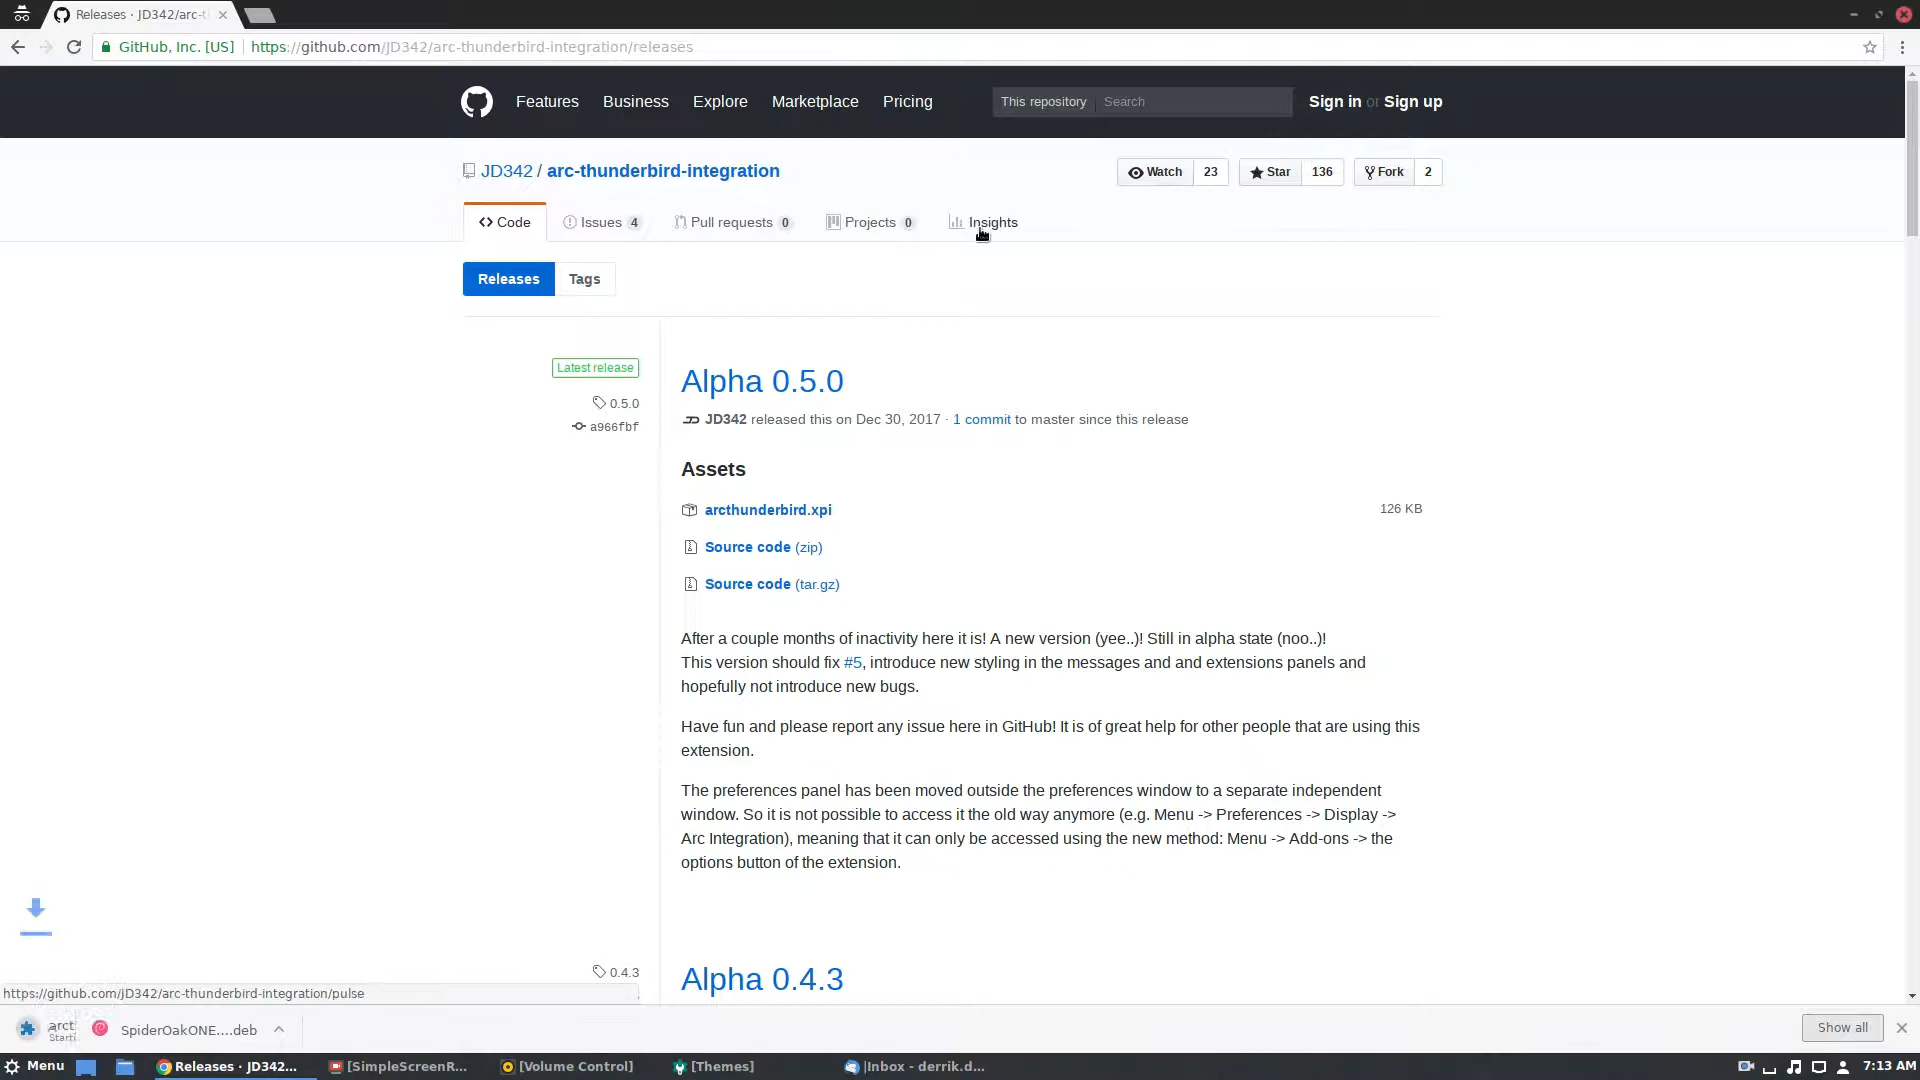 Releases · JD342/arc-t
GitHub, Inc. [US] https://github.com/JD342/arc-thunderbird-integration/releases
Features Business Explore Marketplace Pricing This repository Search Sign in or Sign up
JD342 / arc-thunderbird-integration Watch 23 Star 136 Fork 2
Code Issues 4 Pull requests 0 Projects 0 Insights
Releases Tags
Latest release
0.5.0
a966fbf
Alpha 0.5.0
JD342 released this on Dec 30, 2017 · 1 commit to master since this release
Assets
arcthunderbird.xpi 126 KB
Source code (zip)
Source code (tar.gz)
After a couple months of inactivity here it is! A new version (yee..)! Still in alpha state (noo..)!
This version should fix #5, introduce new styling in the messages and and extensions panels and
hopefully not introduce new bugs.
Have fun and please report any issue here in GitHub! It is of great help for other people that are using this
extension.
The preferences panel has been moved outside the preferences window to a separate independent
window. So it is not possible to access it the old way anymore (e.g. Menu -> Preferences -> Display ->
Arc Integration), meaning that it can only be accessed using the new method: Menu -> Add-ons -> the
options button of the extension.
0.4.3
Alpha 0.4.3
https://github.com/JD342/arc-thunderbird-integration/pulse
arct
Starti
SpiderOakONE....deb
Show all
Menu Releases · JD342... [SimpleScreenR... [Volume Control] [Themes] Inbox - derrik.d... 7:13 AM